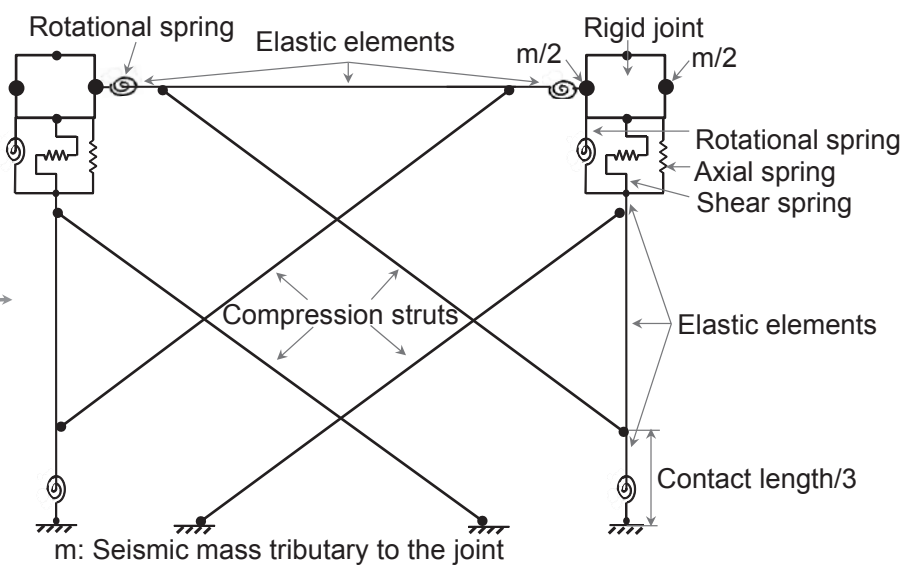 Rotational spring
Elastic elements
Rigid joint
m/2
m/2
Rotational spring
Axial spring
Shear spring
Compression struts
Elastic elements
Contact length/3
m: Seismic mass tributary to the joint